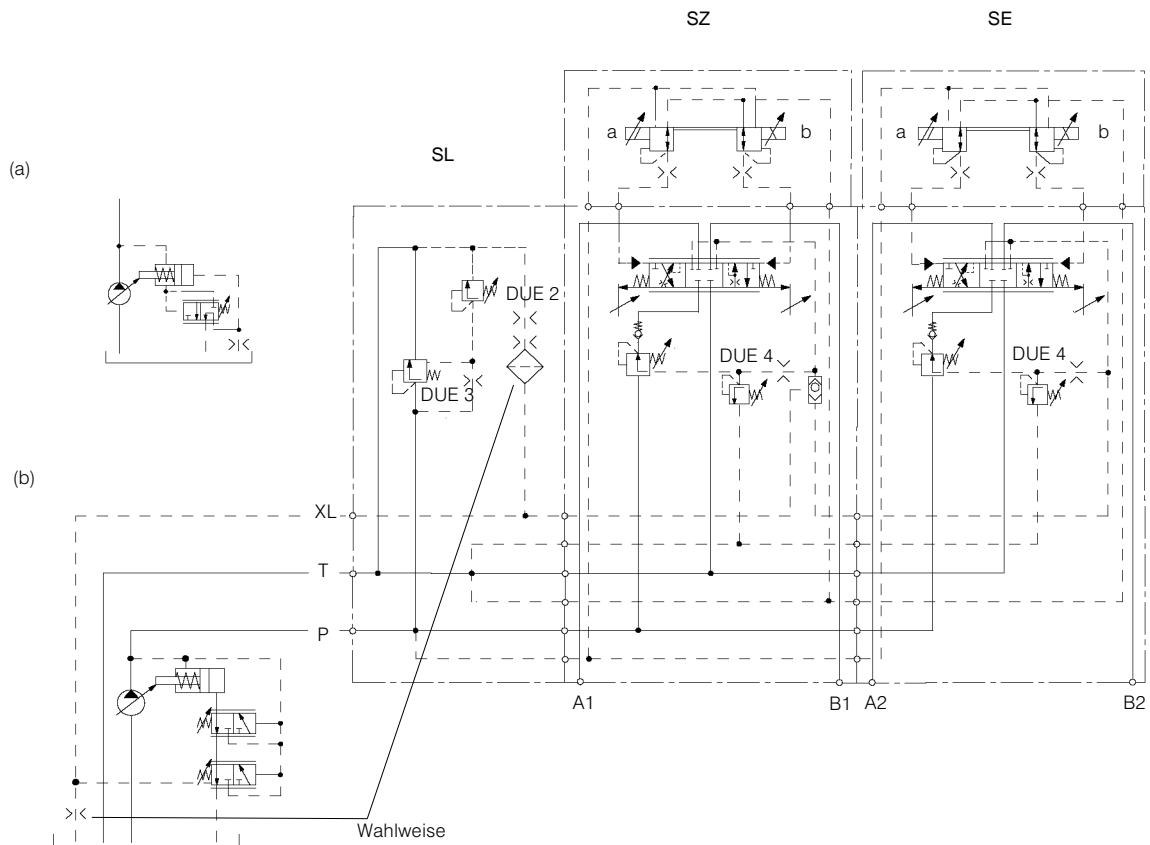 SZ
SE
a
b
a
b
SL
(a)
DUE 2
DUE 4
DUE 4
DUE 3
(b)
XL
T
P
A1
B1
A2
B2
Wahlweise